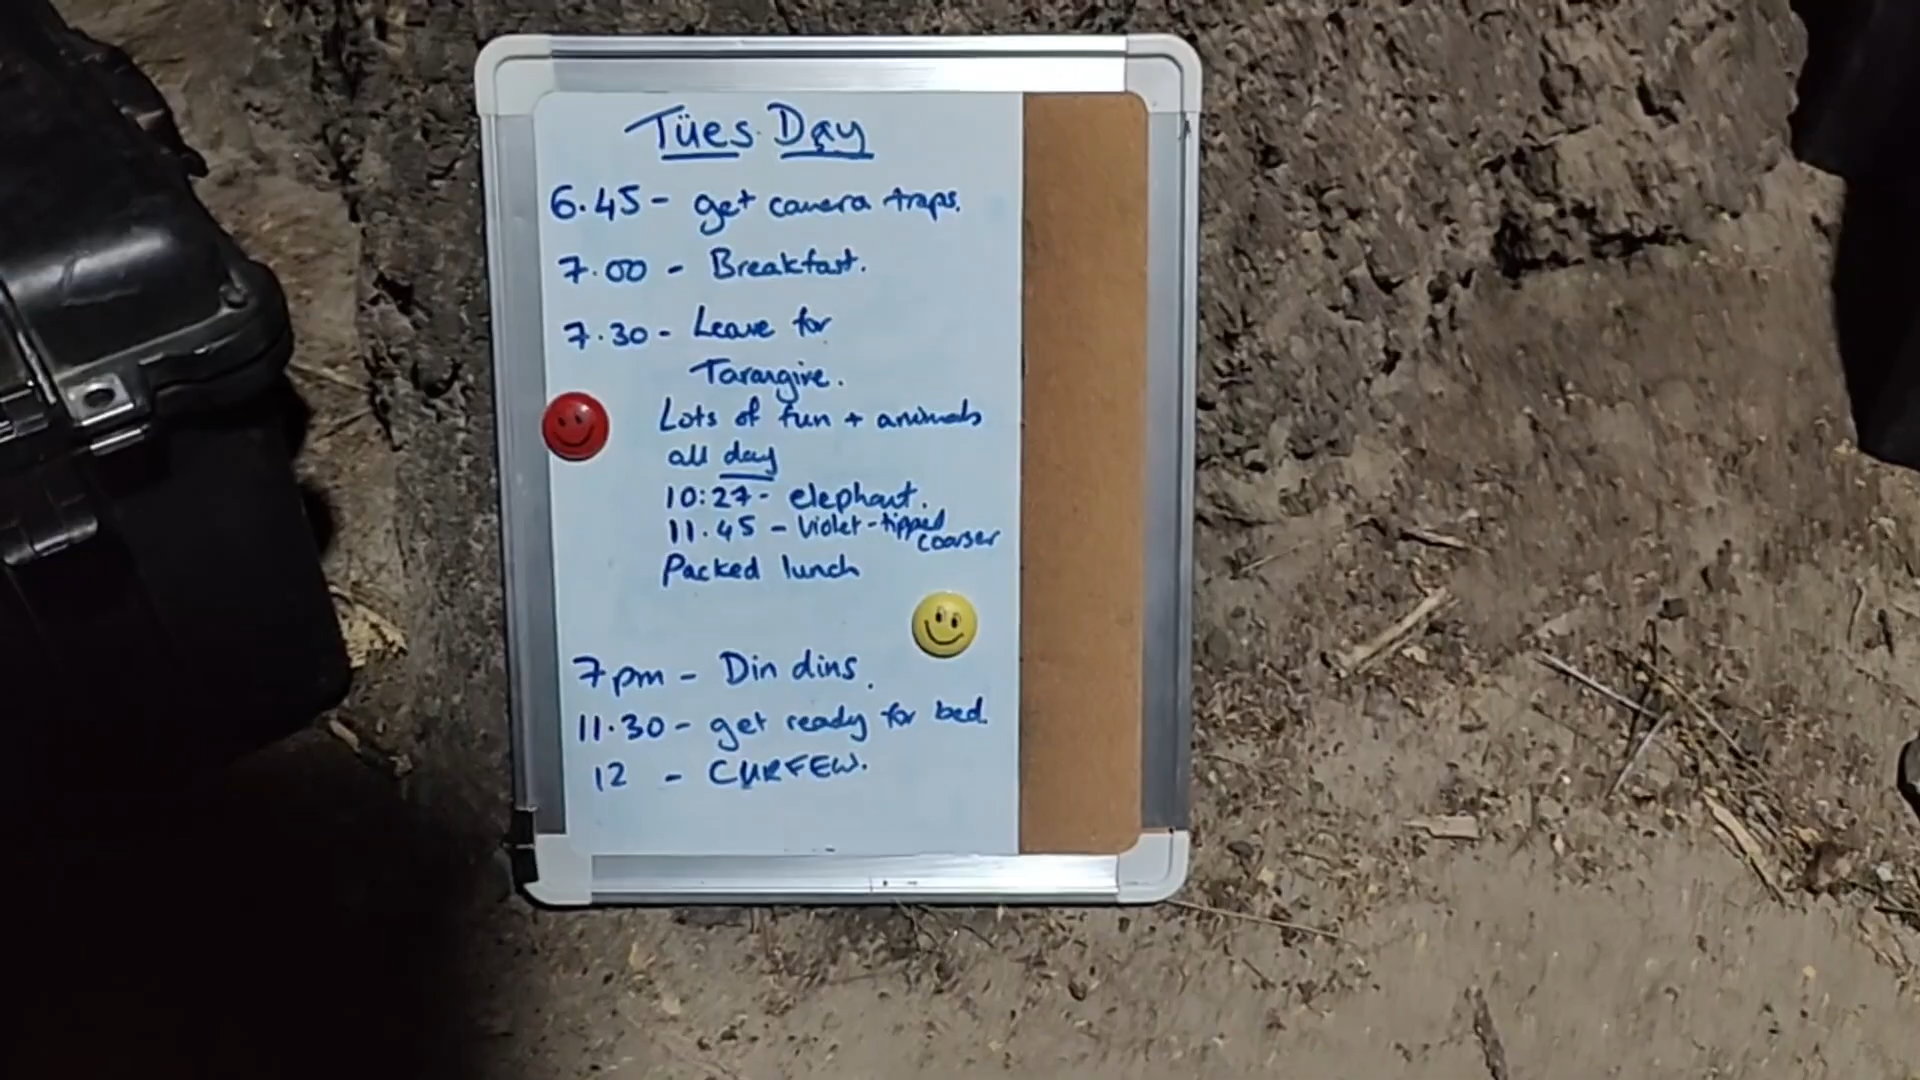 Tües Day
6.45 - get camera traps.
7.00 - Breakfast.
7.30 - Leave for
Tarangire.
Lots of fun + animals
all day
10:27 - elephant.
11.45 - Violet-tipped
coarser
Packed lunch
7pm - Din dins.
11.30 - get ready for bed.
12 - CURFEW.